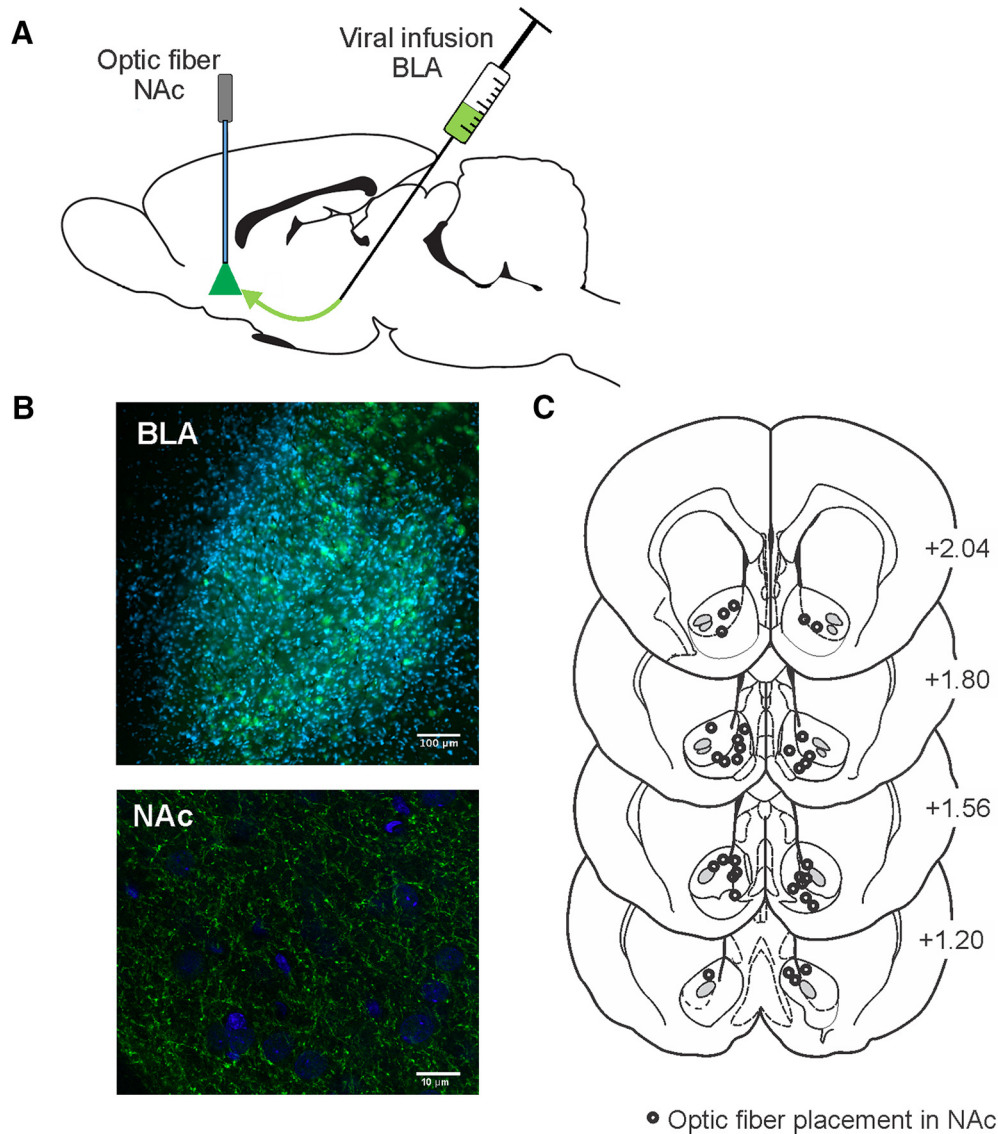 A
Optic fiber
NAc
Viral infusion
BLA
B
BLA
100 µm
NAc
10 µm
C
+2.04
+1.80
+1.56
+1.20
Optic fiber placement in NAc